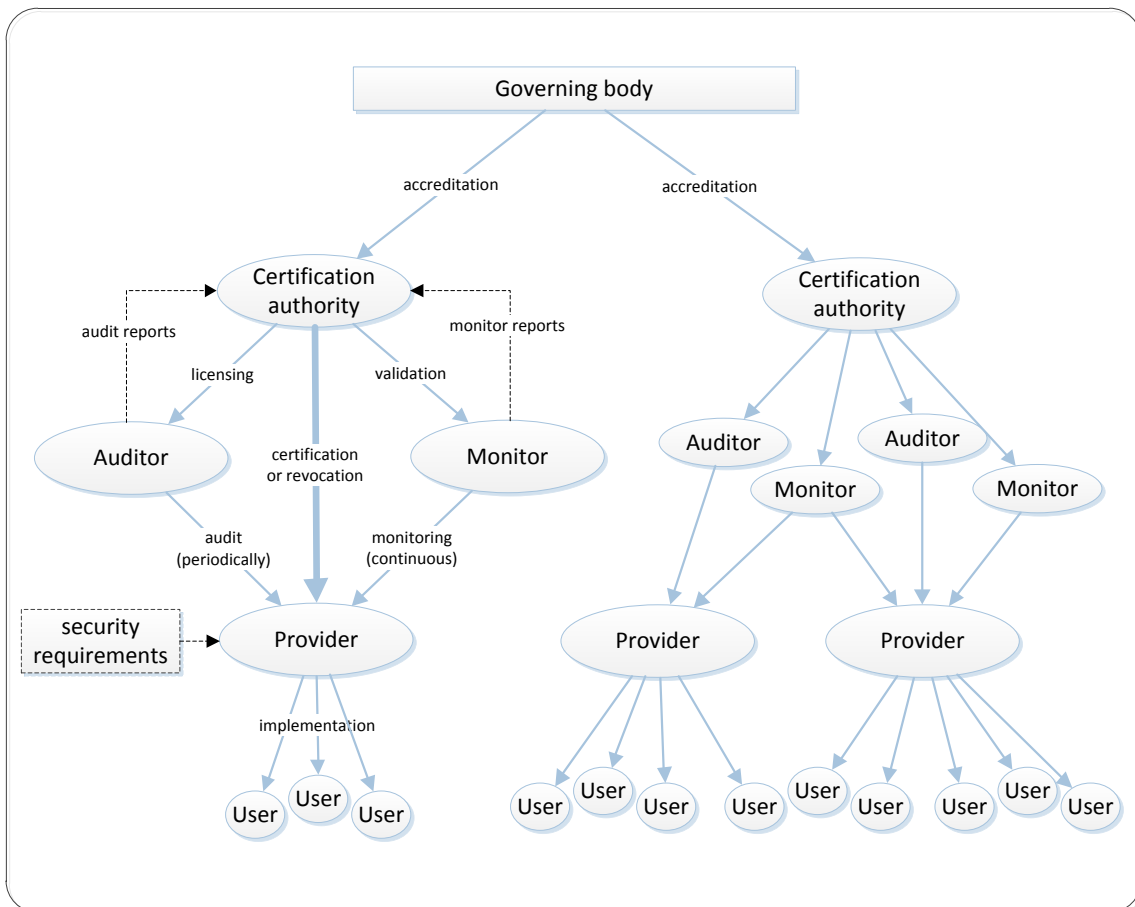 Governing body
accreditation
accreditation
Certification
authority
Certification
authority
audit reports
monitor reports
licensing
validation
Auditor
certification
or revocation
Monitor
Auditor
Auditor
Monitor
Monitor
audit
(periodically)
monitoring
(continuous)
security
requirements
Provider
Provider
Provider
implementation
User
User
User
User
User
User
User
User
User
User
User
User